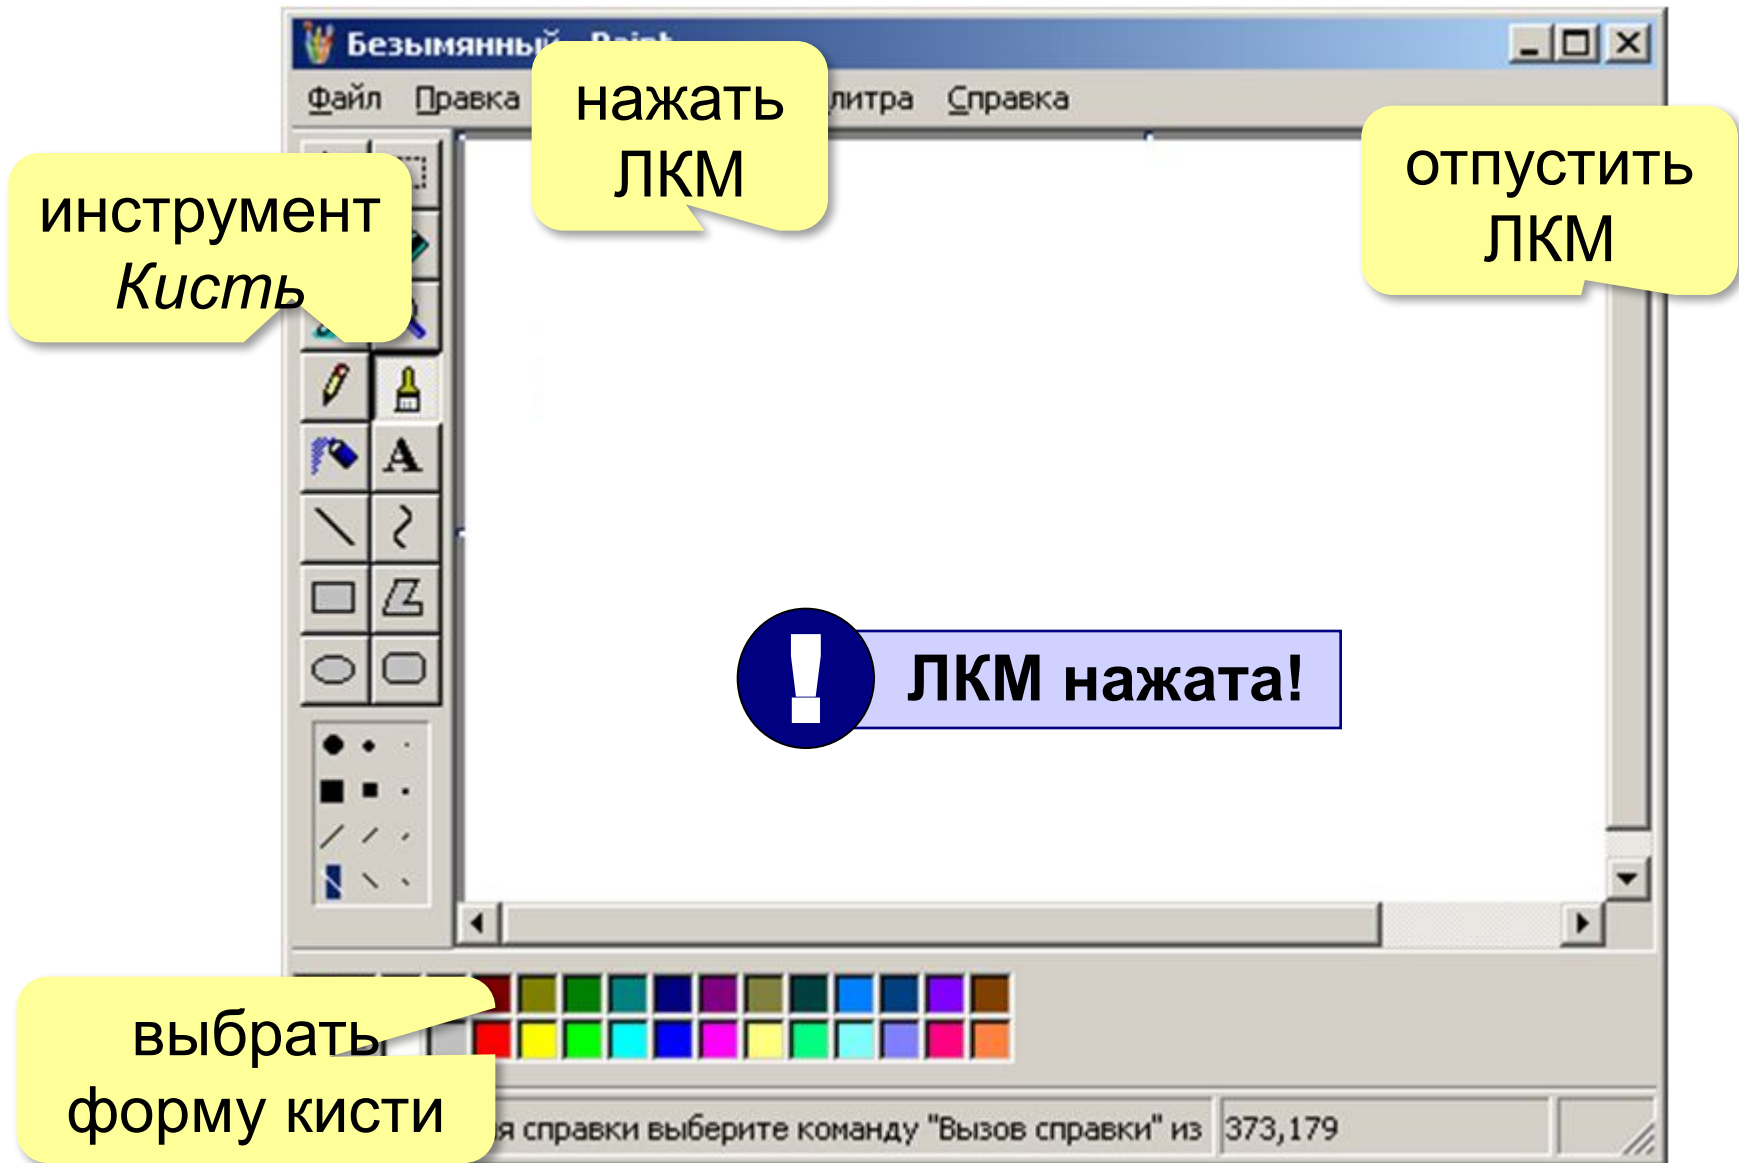 Безымянный - Paint
Файл Правка литра Справка
нажать
ЛКМ
отпустить
ЛКМ
инструмент
Кисть
A
! ЛКМ нажата!
выбрать
форму кисти
я справки выберите команду "Вызов справки" из 373,179